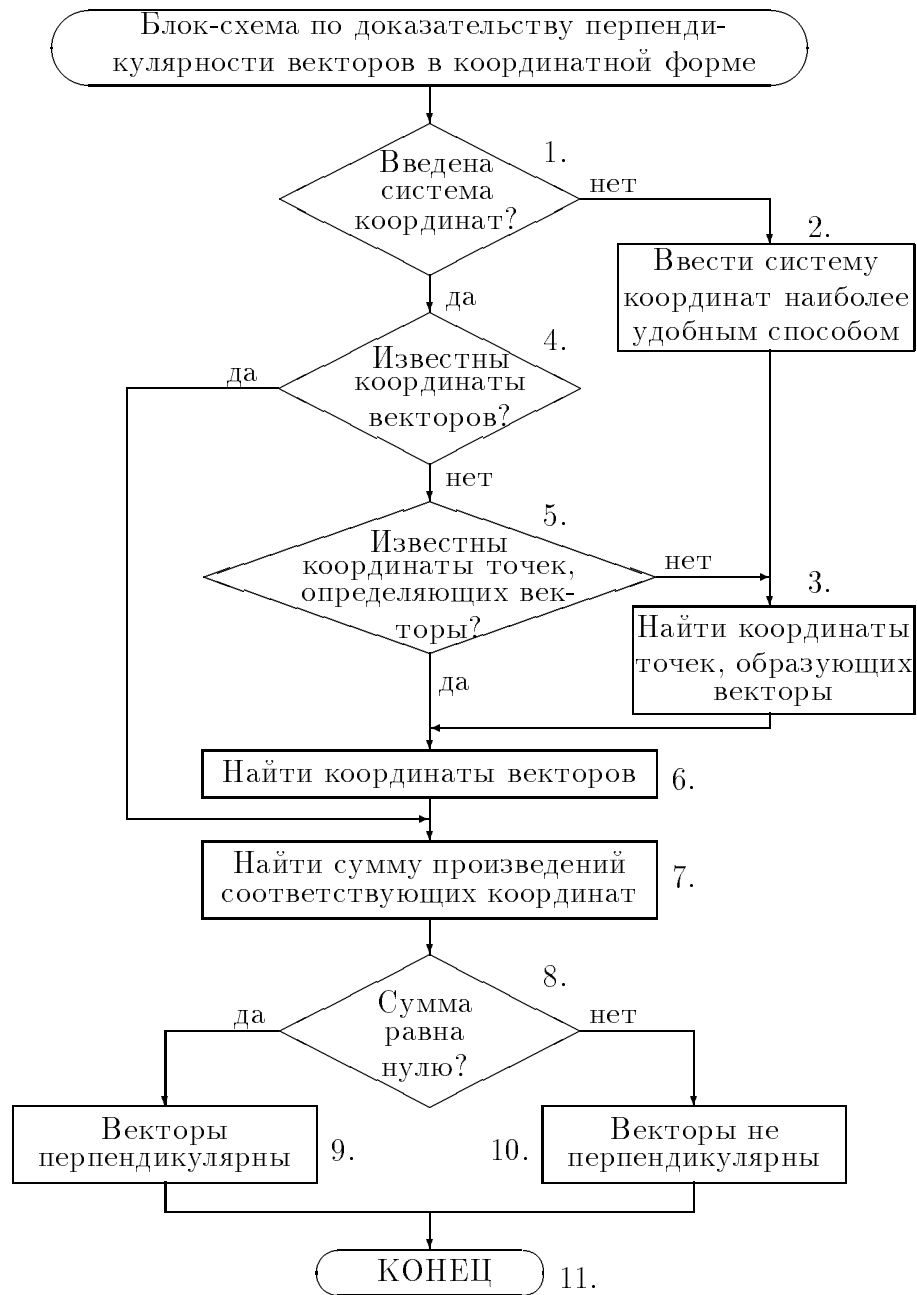 Блок-схема по доказательству перпенди-
кулярности векторов в координатной форме
1.
Введена
система
координат?
нет
2.
Ввести систему
координат наиболее
удобным способом
да
4.
Известны
координаты
векторов?
да
нет
5.
Известны
координаты точек,
определяющих век-
торы?
нет
3.
Найти координаты
точек, образующих
векторы
да
Найти координаты векторов
6.
Найти сумму произведений
соответствующих координат
7.
8.
Сумма
равна
нулю?
да
нет
Векторы
перпендикулярны
9.
10.
Векторы не
перпендикулярны
КОНЕЦ
11.